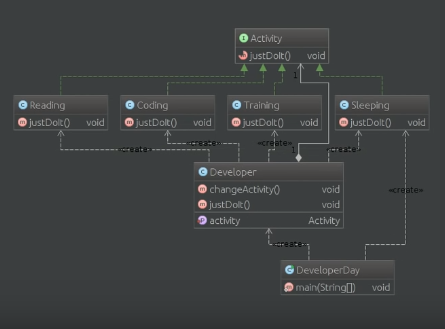 Activity
justDoIt() void
1
Reading
justDoIt() void
Coding
justDoIt() void
Training
justDoIt() void
Sleeping
justDoIt() void
«create»
«create»
«create»
«create»
1
Developer
changeActivity() void
justDoIt() void
activity Activity
«create»
«create»
DeveloperDay
main(String[]) void